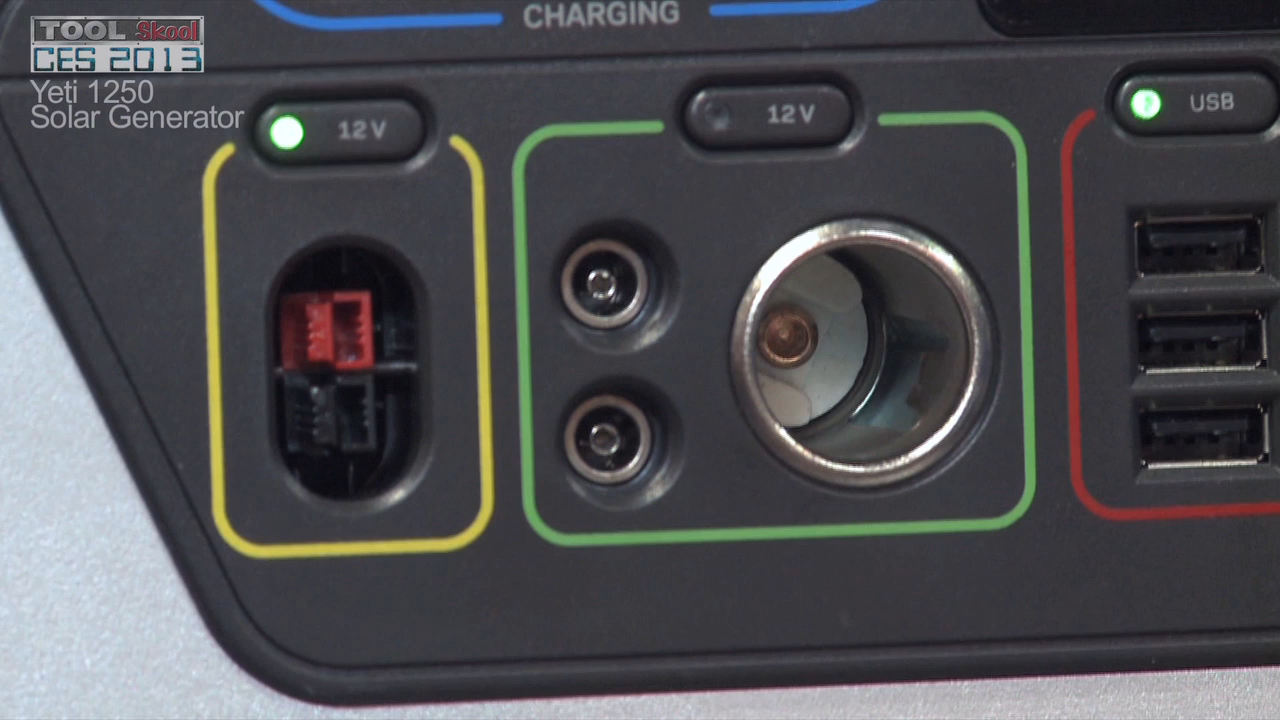 CHARGING
TOOL Skool
CES 2013
Yeti 1250
Solar Generator
12V
12V
USB